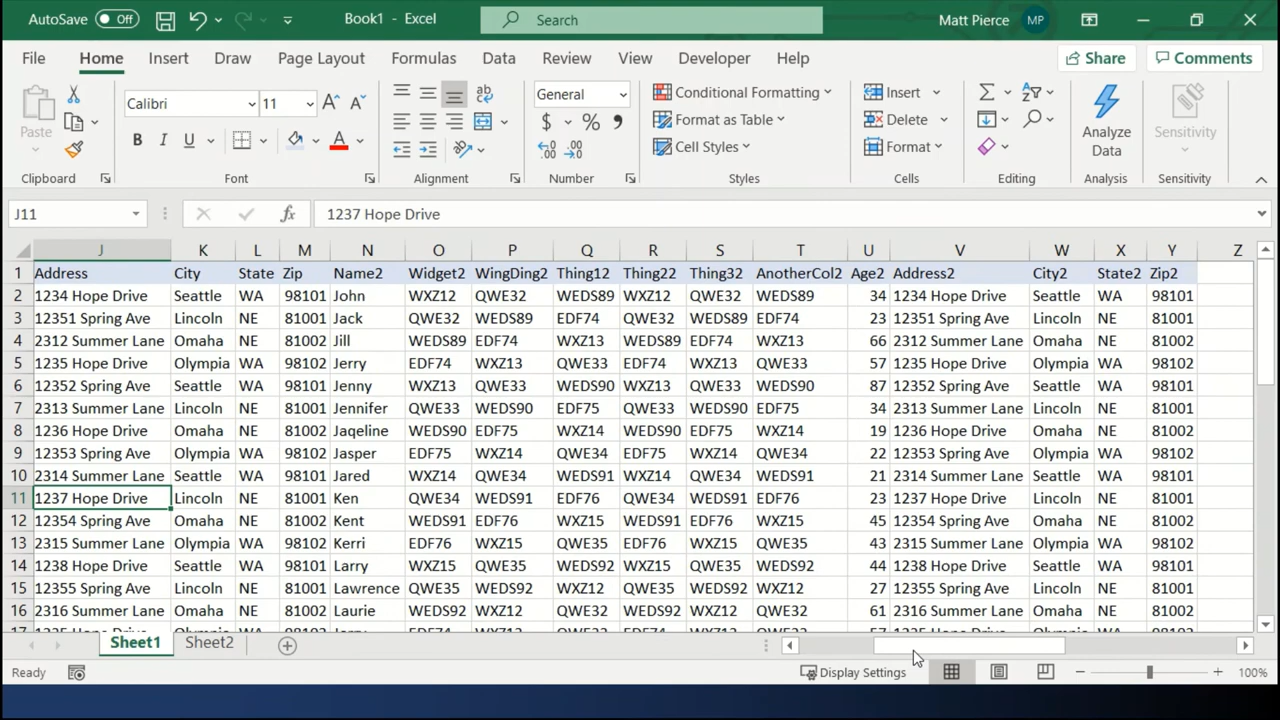 AutoSave Off Book1 - Excel Search Matt Pierce MP
File Home Insert Draw Page Layout Formulas Data Review View Developer Help Share Comments
Paste Calibri 11 General Conditional Formatting Insert Analyze Data Sensitivity
B I U A ab c $ % Format as Table Delete
Cell Styles Format
Clipboard Font Alignment Number Styles Cells Editing Analysis Sensitivity
J11 fx 1237 Hope Drive
J K L M N O P Q R S T U V W X Y Z
1 Address City State Zip Name2 Widget2 WingDing2 Thing12 Thing22 Thing32 AnotherCol2 Age2 Address2 City2 State2 Zip2
2 1234 Hope Drive Seattle WA 98101 John WXZ12 QWE32 WEDS89 WXZ12 QWE32 WEDS89 34 1234 Hope Drive Seattle WA 98101
3 12351 Spring Ave Lincoln NE 81001 Jack QWE32 WEDS89 EDF74 QWE32 WEDS89 EDF74 23 12351 Spring Ave Lincoln NE 81001
4 2312 Summer Lane Omaha NE 81002 Jill WEDS89 EDF74 WXZ13 WEDS89 EDF74 WXZ13 66 2312 Summer Lane Omaha NE 81002
5 1235 Hope Drive Olympia WA 98102 Jerry EDF74 WXZ13 QWE33 EDF74 WXZ13 QWE33 57 1235 Hope Drive Olympia WA 98102
6 12352 Spring Ave Seattle WA 98101 Jenny WXZ13 QWE33 WEDS90 WXZ13 QWE33 WEDS90 87 12352 Spring Ave Seattle WA 98101
7 2313 Summer Lane Lincoln NE 81001 Jennifer QWE33 WEDS90 EDF75 QWE33 WEDS90 EDF75 34 2313 Summer Lane Lincoln NE 81001
8 1236 Hope Drive Omaha NE 81002 Jaqeline WEDS90 EDF75 WXZ14 WEDS90 EDF75 WXZ14 19 1236 Hope Drive Omaha NE 81002
9 12353 Spring Ave Olympia WA 98102 Jasper EDF75 WXZ14 QWE34 EDF75 WXZ14 QWE34 22 12353 Spring Ave Olympia WA 98102
10 2314 Summer Lane Seattle WA 98101 Jared WXZ14 QWE34 WEDS91 WXZ14 QWE34 WEDS91 21 2314 Summer Lane Seattle WA 98101
11 1237 Hope Drive Lincoln NE 81001 Ken QWE34 WEDS91 EDF76 QWE34 WEDS91 EDF76 23 1237 Hope Drive Lincoln NE 81001
12 12354 Spring Ave Omaha NE 81002 Kent WEDS91 EDF76 WXZ15 WEDS91 EDF76 WXZ15 45 12354 Spring Ave Omaha NE 81002
13 2315 Summer Lane Olympia WA 98102 Kerri EDF76 WXZ15 QWE35 EDF76 WXZ15 QWE35 43 2315 Summer Lane Olympia WA 98102
14 1238 Hope Drive Seattle WA 98101 Larry WXZ15 QWE35 WEDS92 WXZ15 QWE35 WEDS92 44 1238 Hope Drive Seattle WA 98101
15 12355 Spring Ave Lincoln NE 81001 Lawrence QWE35 WEDS92 WXZ12 QWE35 WEDS92 WXZ12 27 12355 Spring Ave Lincoln NE 81001
16 2316 Summer Lane Omaha NE 81002 Laurie WEDS92 WXZ12 QWE32 WEDS92 WXZ12 QWE32 61 2316 Summer Lane Omaha NE 81002
17
Sheet1 Sheet2
Ready Display Settings 100%